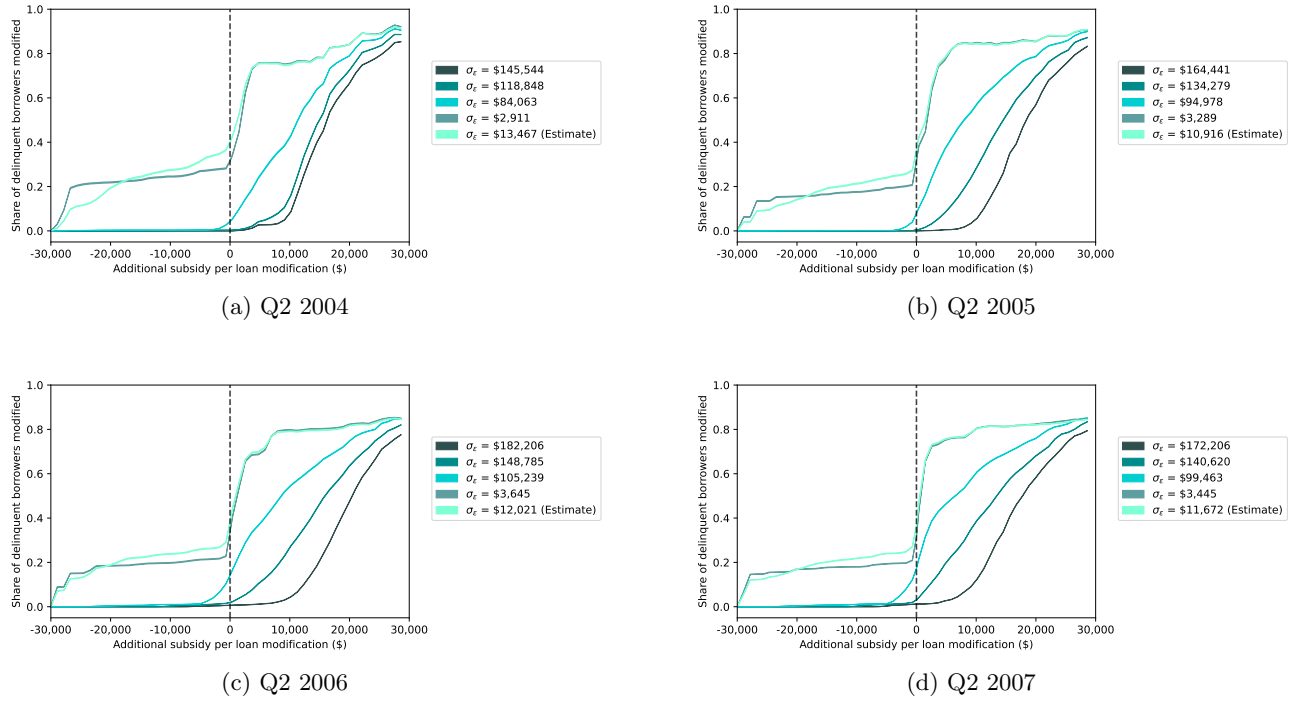 1.0
0.8
0.6
0.4
0.2
0.0
Share of delinquent borrowers modified
-30,000 -20,000 -10,000 0 10,000 20,000 30,000
Additional subsidy per loan modification ($)
σε = $145,544
σε = $118,848
σε = $84,063
σε = $2,911
σε = $13,467 (Estimate)
(a) Q2 2004
1.0
0.8
0.6
0.4
0.2
0.0
Share of delinquent borrowers modified
-30,000 -20,000 -10,000 0 10,000 20,000 30,000
Additional subsidy per loan modification ($)
σε = $164,441
σε = $134,279
σε = $94,978
σε = $3,289
σε = $10,916 (Estimate)
(b) Q2 2005
1.0
0.8
0.6
0.4
0.2
0.0
Share of delinquent borrowers modified
-30,000 -20,000 -10,000 0 10,000 20,000 30,000
Additional subsidy per loan modification ($)
σε = $182,206
σε = $148,785
σε = $105,239
σε = $3,645
σε = $12,021 (Estimate)
(c) Q2 2006
1.0
0.8
0.6
0.4
0.2
0.0
Share of delinquent borrowers modified
-30,000 -20,000 -10,000 0 10,000 20,000 30,000
Additional subsidy per loan modification ($)
σε = $172,206
σε = $140,620
σε = $99,463
σε = $3,445
σε = $11,672 (Estimate)
(d) Q2 2007